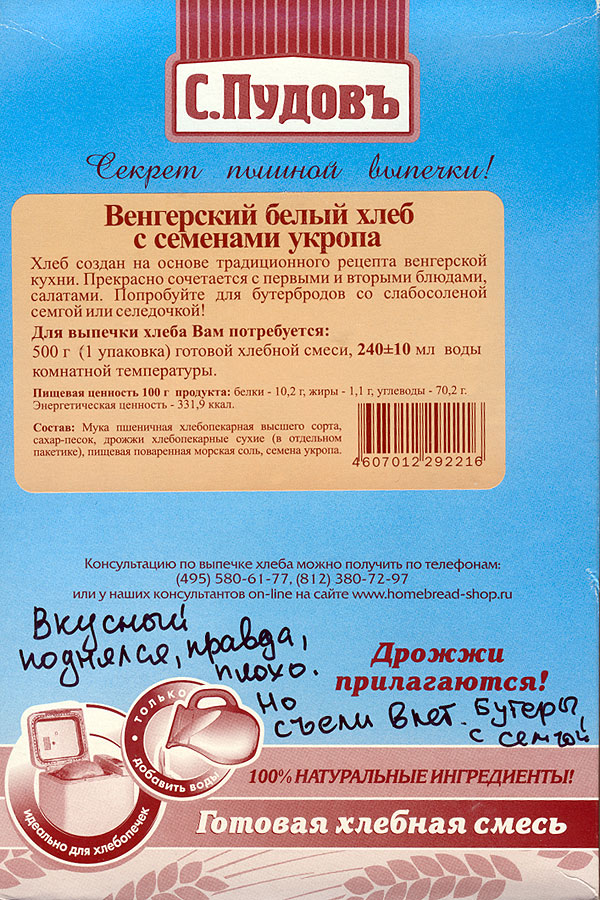 С.Пудовъ
Секрет пышной выпечки!
Венгерский белый хлеб
с семенами укропа
Хлеб создан на основе традиционного рецепта венгерской
кухни. Прекрасно сочетается с первыми и вторыми блюдами,
салатами. Попробуйте для бутербродов со слабосоленой
семгой или селедочкой!
Для выпечки хлеба Вам потребуется:
500 г (1 упаковка) готовой хлебной смеси, 240±10 мл воды
комнатной температуры.
Пищевая ценность 100 г продукта: белки - 10,2 г, жиры - 1,1 г, углеводы - 70,2 г.
Энергетическая ценность - 331,9 ккал.
Состав: Мука пшеничная хлебопекарная высшего сорта,
сахар-песок, дрожжи хлебопекарные сухие (в отдельном
пакетике), пищевая поваренная морская соль, семена укропа.
4607012 292216
Консультацию по выпечке хлеба можно получить по телефонам:
(495) 580-61-77, (812) 380-72-97
или у наших консультантов on-line на сайте www.homebread-shop.ru
Вкусный
поднялся, правда,
плохо.
Но
съели влет. Бутеры
с семгой
Дрожжи
прилагаются!
только
добавить воды
идеально для хлебопечек
100% НАТУРАЛЬНЫЕ ИНГРЕДИЕНТЫ!
Готовая хлебная смесь